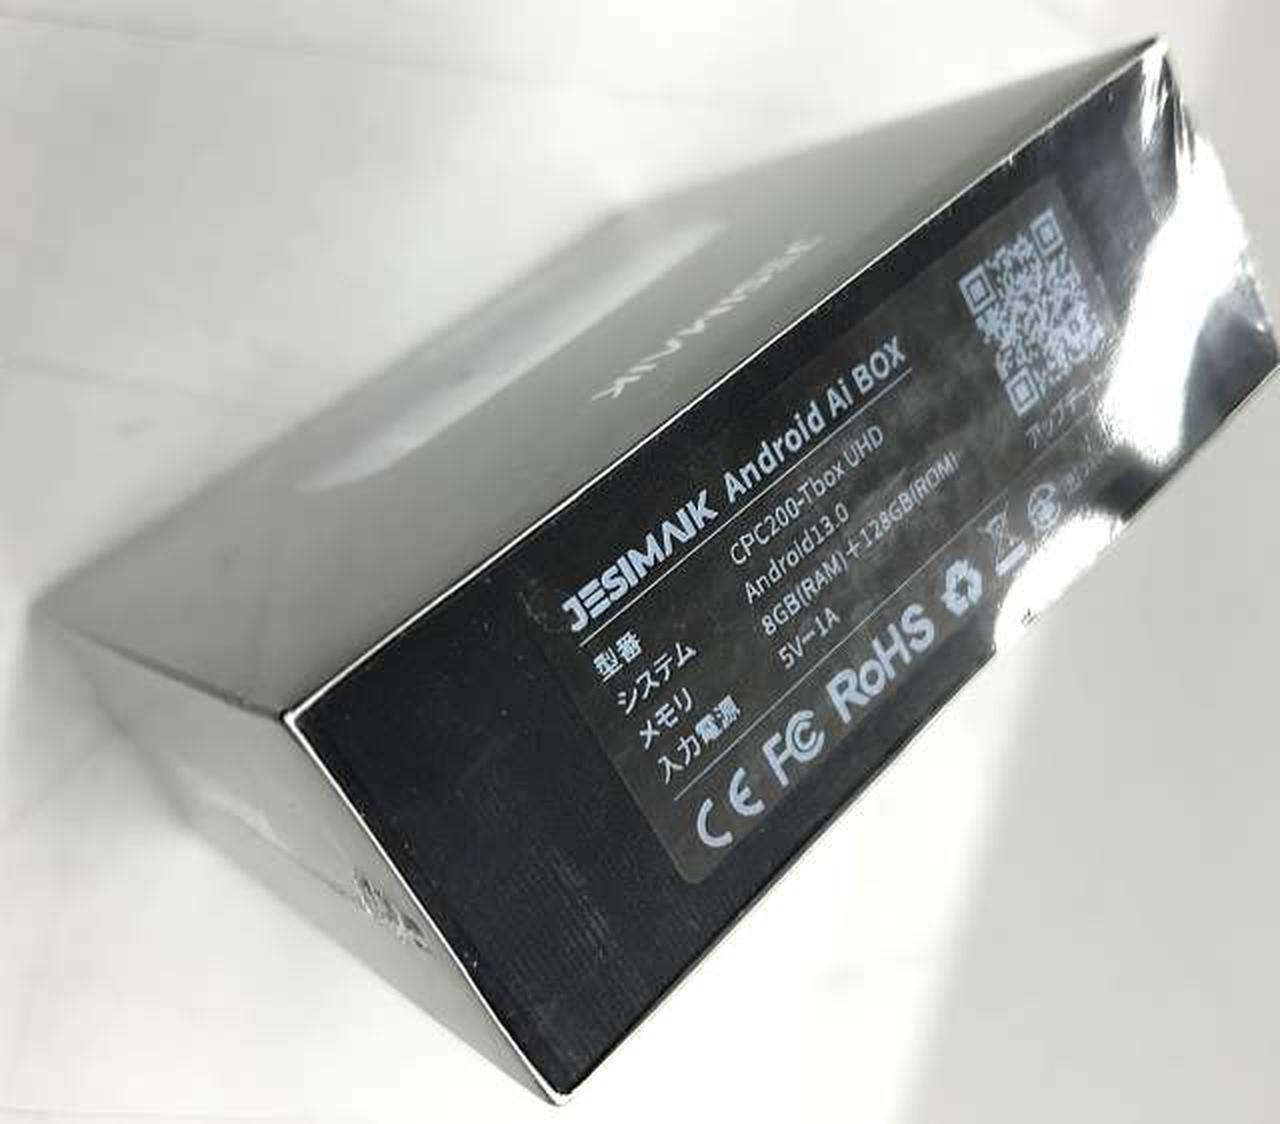 JESIMAIK
JESIMAIK Android Ai BOX
型番 CPC200-Tbox UHD
システム Android13.0
メモリ 8GB(RAM)+128GB(ROM)
入力電源 5V⎓1A
CE FC RoHS